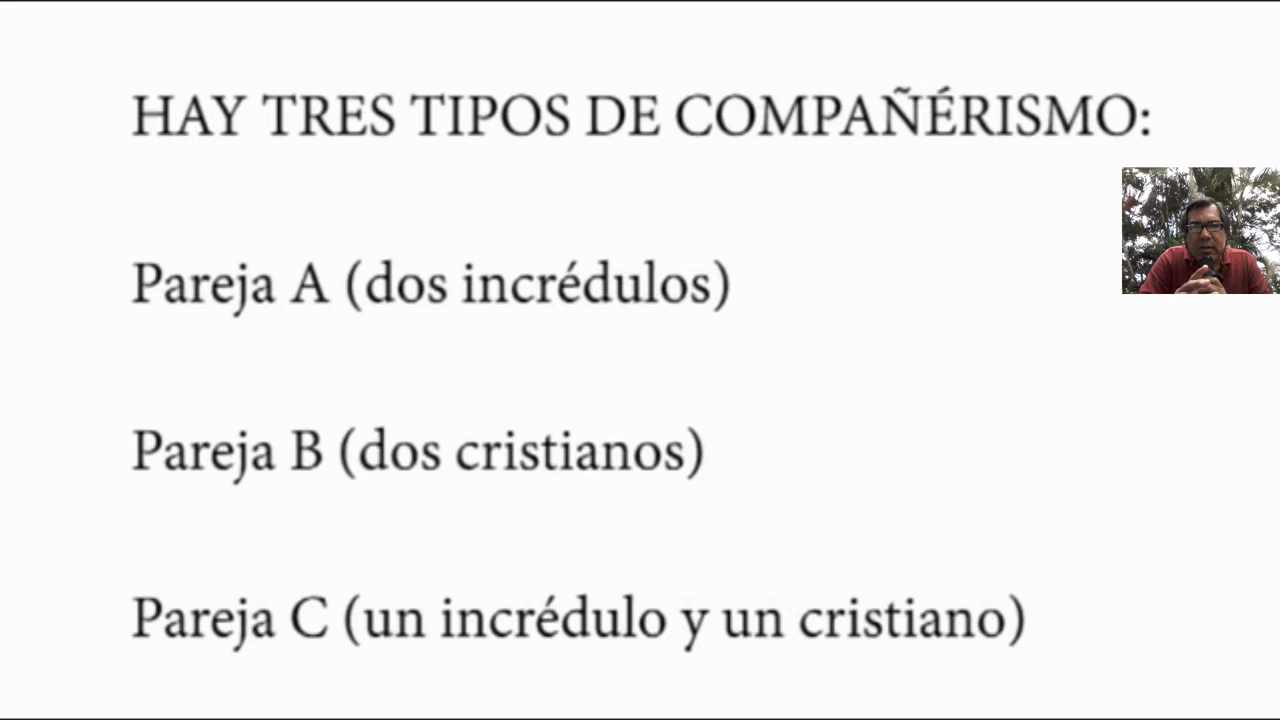 HAY TRES TIPOS DE COMPAÑÉRISMO:
Pareja A (dos incrédulos)
Pareja B (dos cristianos)
Pareja C (un incrédulo y un cristiano)